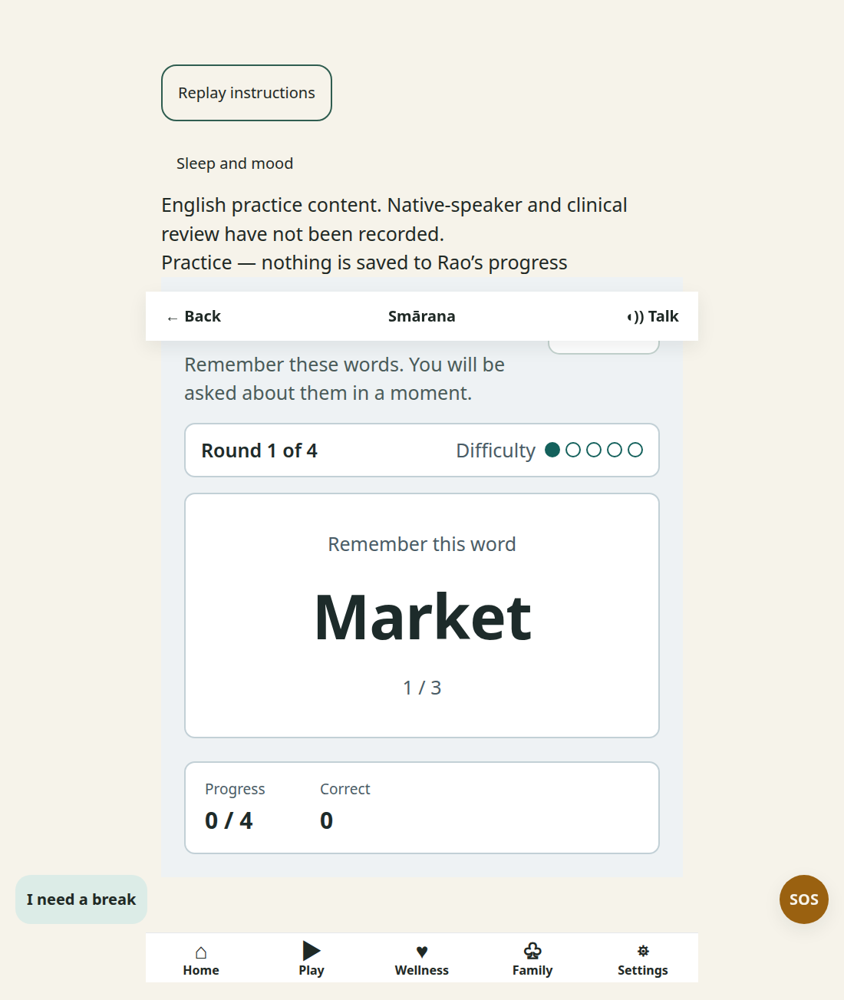 Replay instructions
Sleep and mood
English practice content. Native-speaker and clinical
review have not been recorded.
Practice — nothing is saved to Rao’s progress
← Back
Smārana
Talk
Remember these words. You will be
asked about them in a moment.
Round 1 of 4
Difficulty
Remember this word
Market
1 / 3
Progress
Correct
0 / 4
0
I need a break
SOS
Home
Play
Wellness
Family
Settings